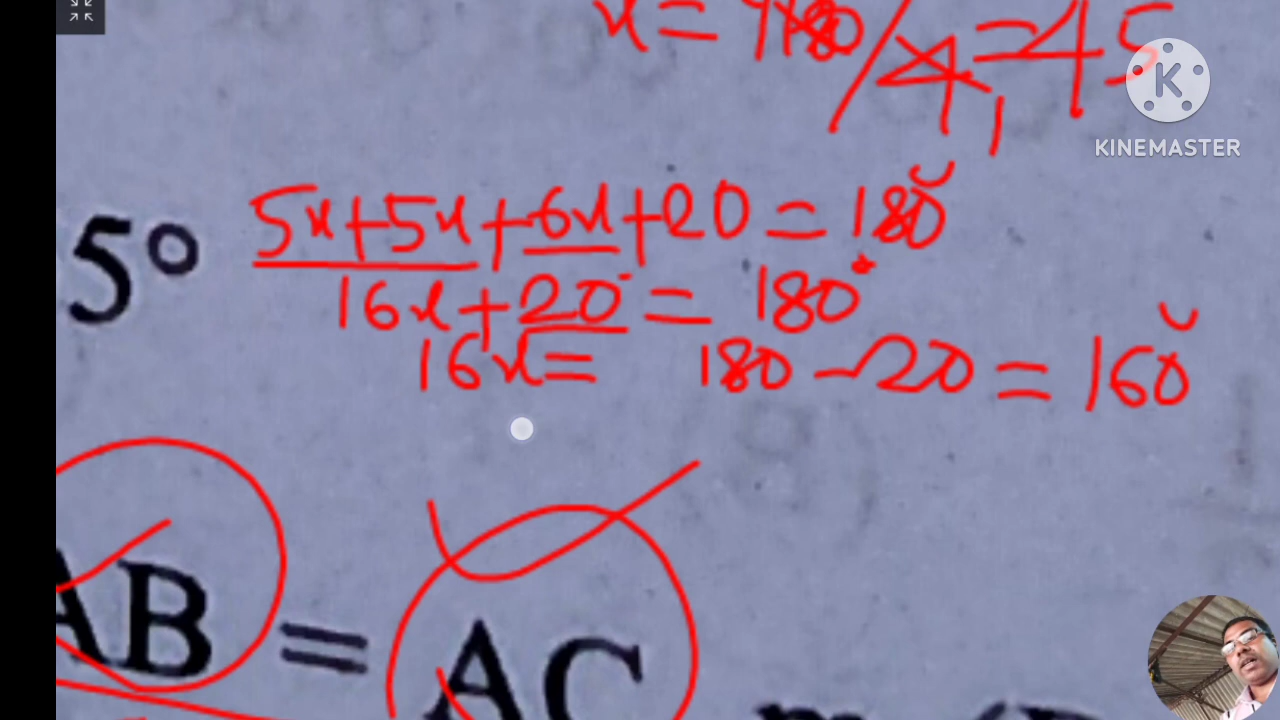 x = 180/4 = 45
KINEMASTER
5x+5x+6x+20 = 180
5°
16x+20 = 180°
16x = 180 - 20 = 160
AB = AC